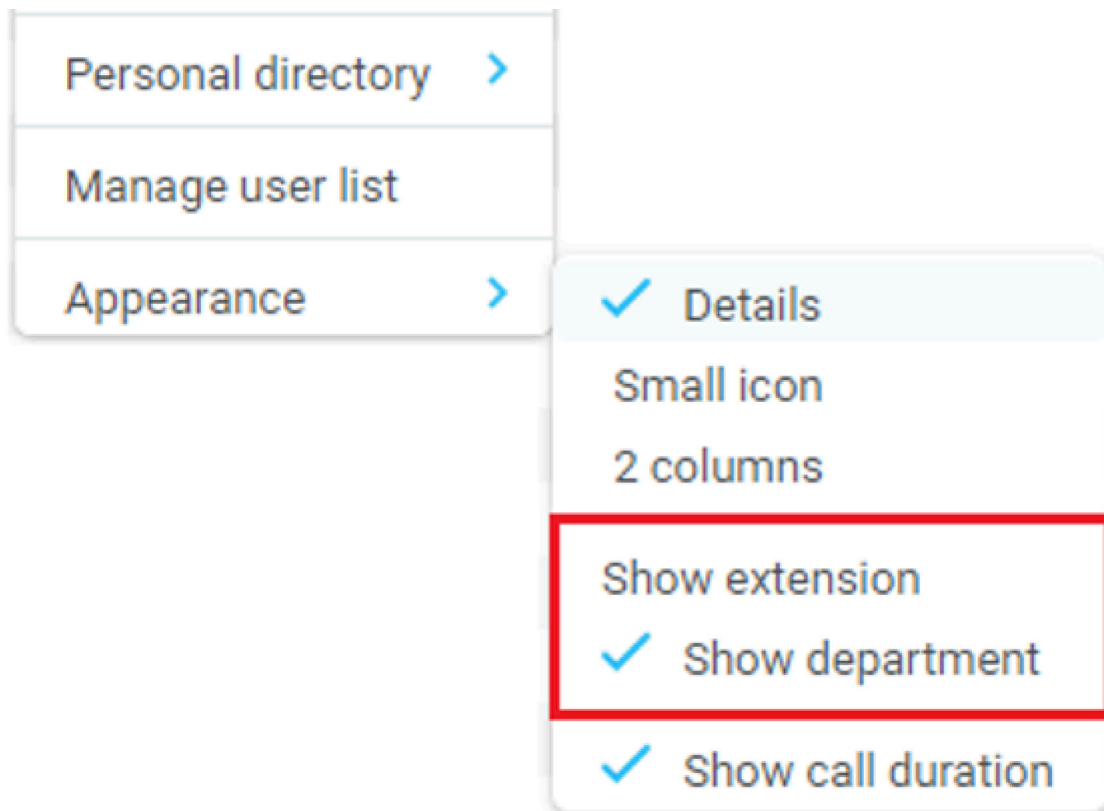 Personal directory
Manage user list
Appearance
Details
Small icon
2 columns
Show extension
Show department
Show call duration